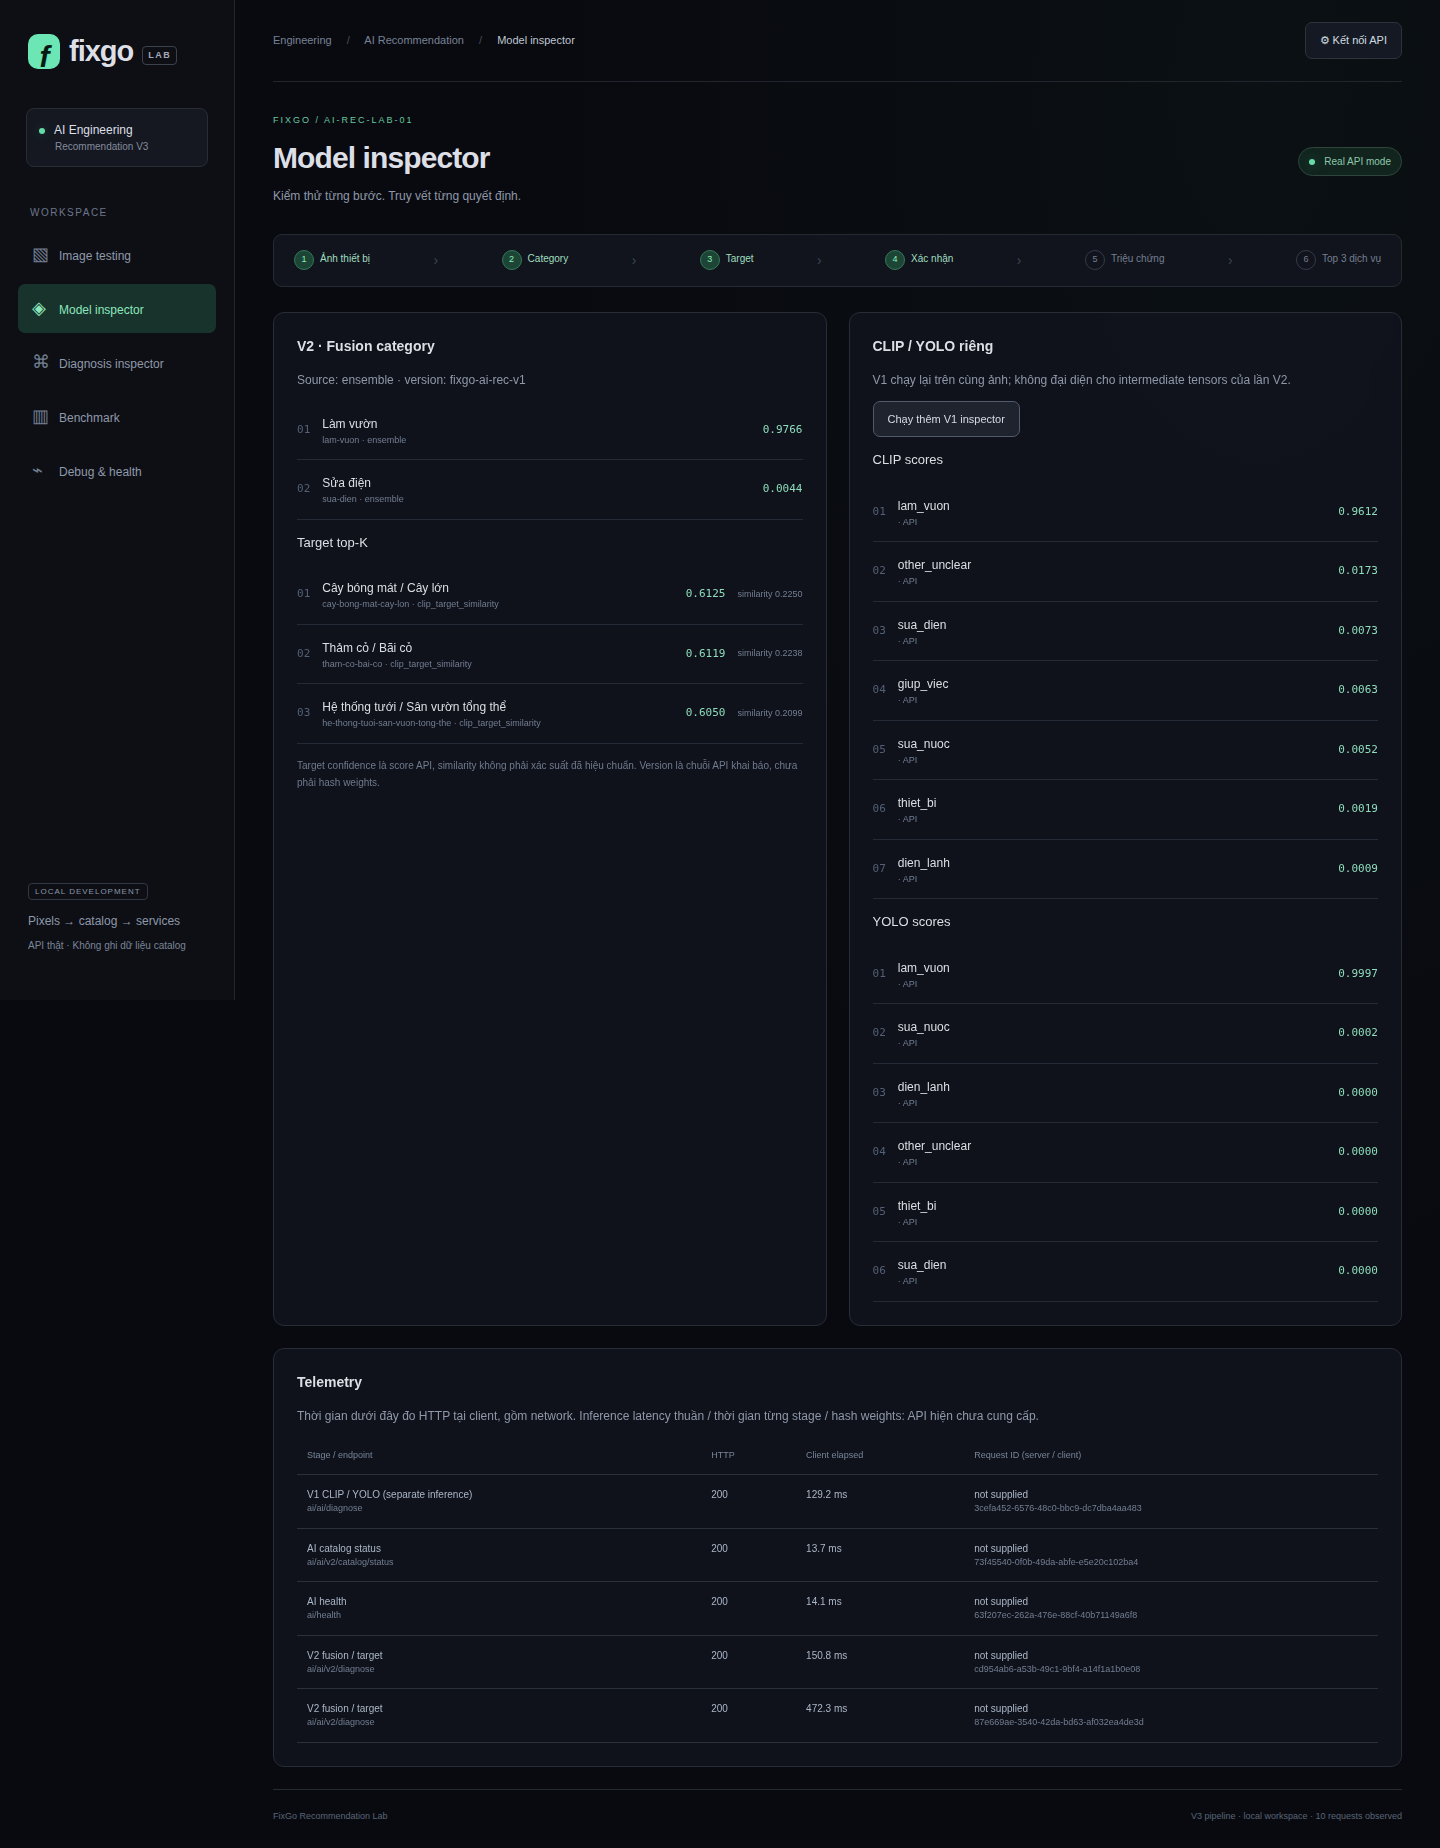 fixgo LAB
AI Engineering
Recommendation V3
WORKSPACE
Image testing
Model inspector
Diagnosis inspector
Benchmark
Debug & health
LOCAL DEVELOPMENT
Pixels → catalog → services
API thật · Không ghi dữ liệu catalog
Engineering / AI Recommendation / Model inspector
⚙ Kết nối API
FIXGO / AI-REC-LAB-01
Model inspector
Real API mode
Kiểm thử từng bước. Truy vết từng quyết định.
1 Ảnh thiết bị › 2 Category › 3 Target › 4 Xác nhận › 5 Triệu chứng › 6 Top 3 dịch vụ
V2 · Fusion category
Source: ensemble · version: fixgo-ai-rec-v1
01 Làm vườn 0.9766
lam-vuon · ensemble
02 Sửa điện 0.0044
sua-dien · ensemble
Target top-K
01 Cây bóng mát / Cây lớn 0.6125 similarity 0.2250
cay-bong-mat-cay-lon · clip_target_similarity
02 Thảm cỏ / Bãi cỏ 0.6119 similarity 0.2238
tham-co-bai-co · clip_target_similarity
03 Hệ thống tưới / Sân vườn tổng thể 0.6050 similarity 0.2099
he-thong-tuoi-san-vuon-tong-the · clip_target_similarity
Target confidence là score API, similarity không phải xác suất đã hiệu chuẩn. Version là chuỗi API khai báo, chưa
phải hash weights.
CLIP / YOLO riêng
V1 chạy lại trên cùng ảnh; không đại diện cho intermediate tensors của lần V2.
Chạy thêm V1 inspector
CLIP scores
01 lam_vuon 0.9612
· API
02 other_unclear 0.0173
· API
03 sua_dien 0.0073
· API
04 giup_viec 0.0063
· API
05 sua_nuoc 0.0052
· API
06 thiet_bi 0.0019
· API
07 dien_lanh 0.0009
· API
YOLO scores
01 lam_vuon 0.9997
· API
02 sua_nuoc 0.0002
· API
03 dien_lanh 0.0000
· API
04 other_unclear 0.0000
· API
05 thiet_bi 0.0000
· API
06 sua_dien 0.0000
· API
Telemetry
Thời gian dưới đây đo HTTP tại client, gồm network. Inference latency thuần / thời gian từng stage / hash weights: API hiện chưa cung cấp.
Stage / endpoint HTTP Client elapsed Request ID (server / client)
V1 CLIP / YOLO (separate inference) 200 129.2 ms not supplied
ai/ai/diagnose 3cefa452-6576-48c0-bbc9-dc7dba4aa483
AI catalog status 200 13.7 ms not supplied
ai/ai/v2/catalog/status 73f45540-0f0b-49da-abfe-e5e20c102ba4
AI health 200 14.1 ms not supplied
ai/health 63f207ec-262a-476e-88cf-40b71149a6f8
V2 fusion / target 200 150.8 ms not supplied
ai/ai/v2/diagnose cd954ab6-a53b-49c1-9bf4-a14f1a1b0e08
V2 fusion / target 200 472.3 ms not supplied
ai/ai/v2/diagnose 87e669ae-3540-42da-bd63-af032ea4de3d
FixGo Recommendation Lab
V3 pipeline · local workspace · 10 requests observed